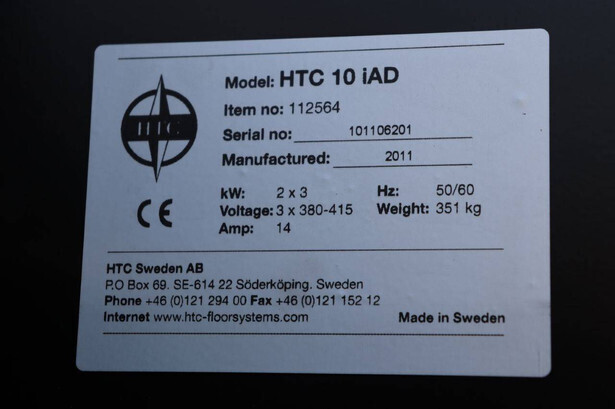 HTC
Model: HTC 10 iAD
Item no: 112564
Serial no: 101106201
Manufactured: 2011
kW: 2 x 3 Hz: 50/60
Voltage: 3 x 380-415 Weight: 351 kg
Amp: 14
CE
HTC Sweden AB
P.O Box 69. SE-614 22 Söderköping. Sweden
Phone +46 (0)121 294 00 Fax +46 (0)121 152 12
Internet www.htc-floorsystems.com Made in Sweden